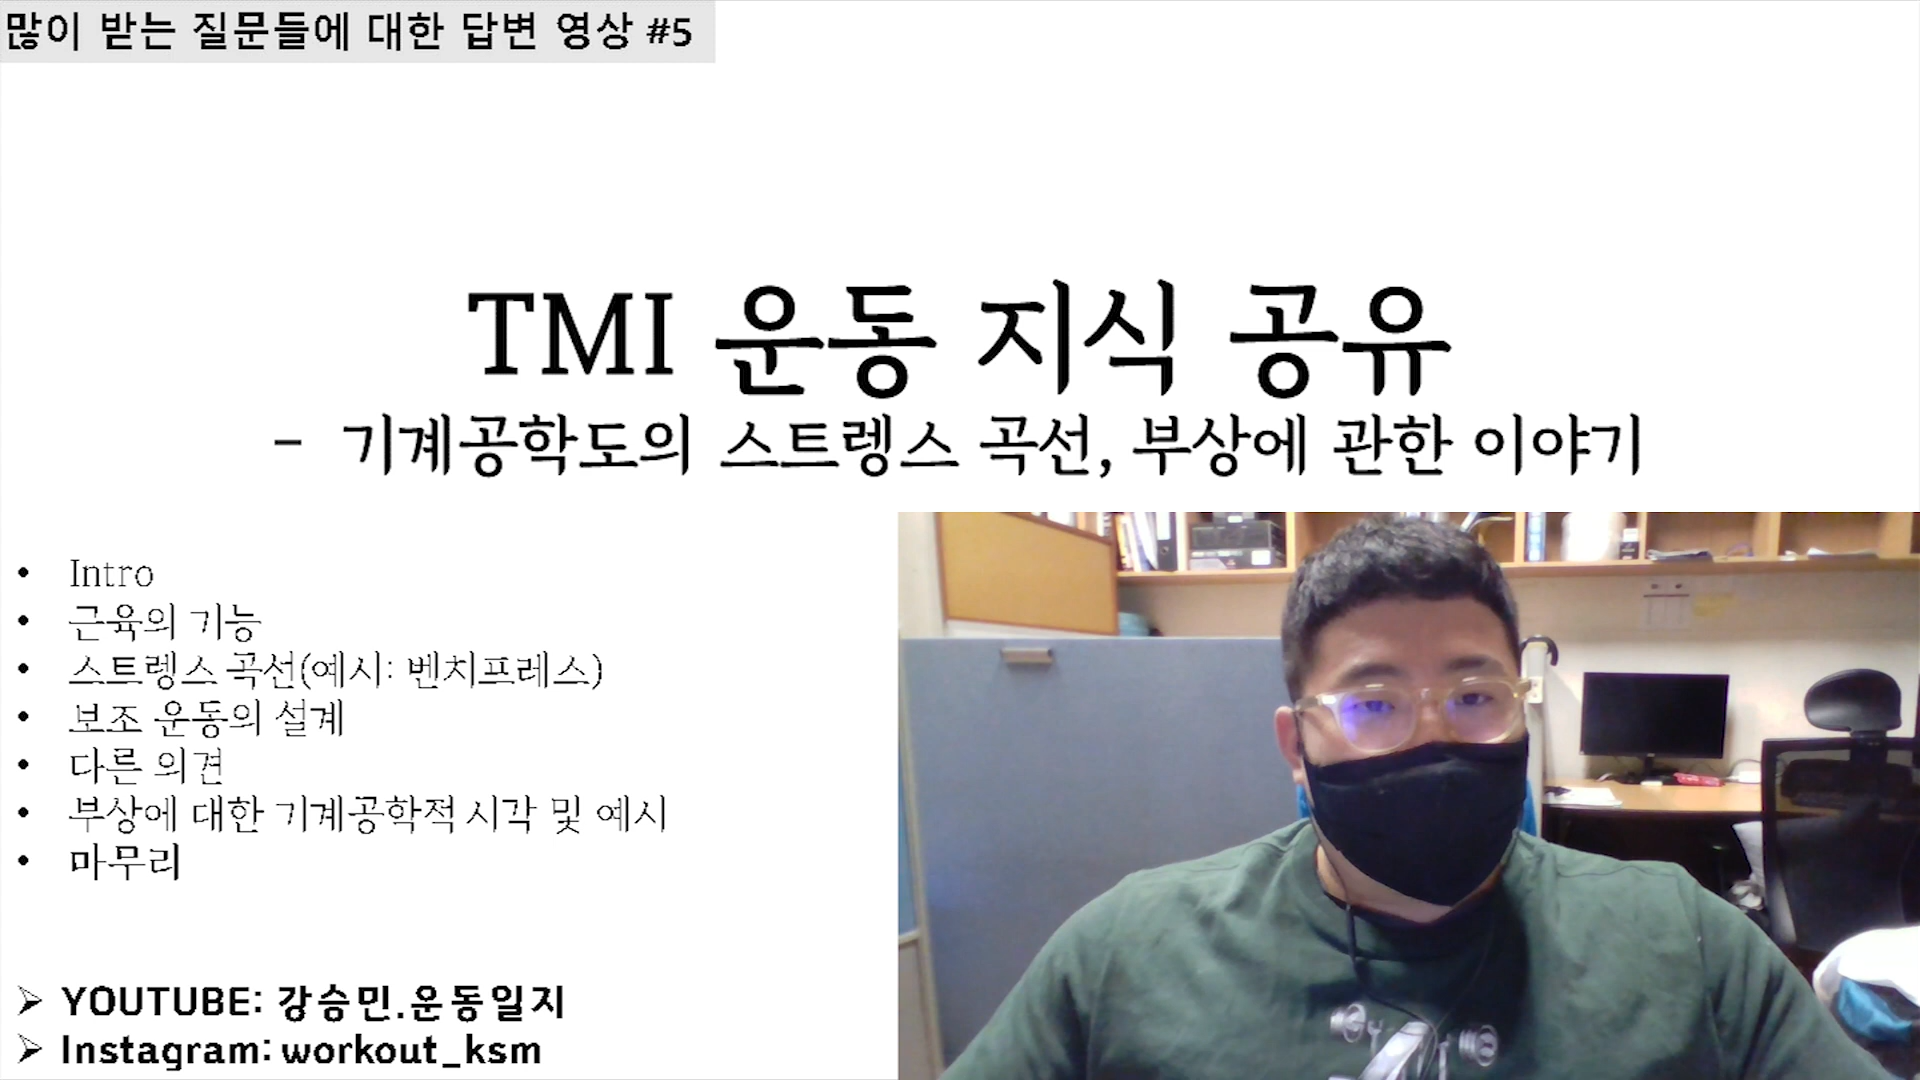 많이 받는 질문들에 대한 답변 영상 #5
TMI 운동 지식 공유
- 기계공학도의 스트렝스 곡선, 부상에 관한 이야기
• Intro
• 근육의 기능
• 스트렝스 곡선(예시: 벤치프레스)
• 보조 운동의 설계
• 다른 의견
• 부상에 대한 기계공학적 시각 및 예시
• 마무리
➢ YOUTUBE: 강승민.운동일지
➢ Instagram: workout_ksm